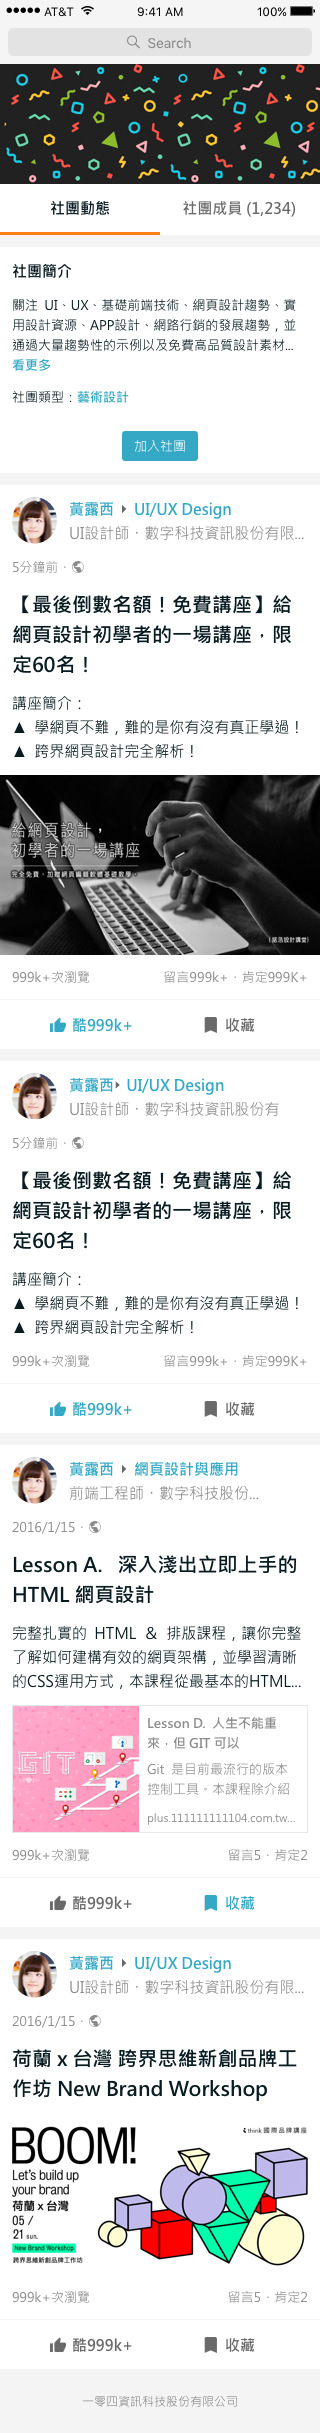 AT&T 9:41 AM 100%
Search
社團動態 社團成員 (1,234)
社團簡介
關注 UI、UX、基礎前端技術、網頁設計趨勢、實
用設計資源、APP設計、網路行銷的發展趨勢，並
通過大量趨勢性的示例以及免費高品質設計素材...
看更多
社團類型：藝術設計
加入社團
黃露西 UI/UX Design
UI設計師．數字科技資訊股份有限...
5分鐘前 ·
【最後倒數名額！免費講座】給
網頁設計初學者的一場講座，限
定60名！
講座簡介：
▲ 學網頁不難，難的是你有沒有真正學過！
▲ 跨界網頁設計完全解析！
給網頁設計，
初學者的一場講座
完全免費，加贈網頁編輯軟體基礎教學。
999k+次瀏覽 留言999k+ · 肯定999K+
酷999k+ 收藏
黃露西 UI/UX Design
UI設計師．數字科技資訊股份有
5分鐘前 ·
【最後倒數名額！免費講座】給
網頁設計初學者的一場講座，限
定60名！
講座簡介：
▲ 學網頁不難，難的是你有沒有真正學過！
▲ 跨界網頁設計完全解析！
999k+次瀏覽 留言999k+ · 肯定999K+
酷999k+ 收藏
黃露西 網頁設計與應用
前端工程師．數字科技股份...
2016/1/15 ·
Lesson A. 深入淺出立即上手的
HTML 網頁設計
完整扎實的 HTML & 排版課程，讓你完整
了解如何建構有效的網頁架構，並學習清晰
的CSS運用方式，本課程從最基本的HTML...
GIT
Lesson D. 人生不能重
來，但 GIT 可以
Git 是目前最流行的版本
控制工具。本課程除介紹
plus.111111111104.com.tw...
999k+次瀏覽 留言5 · 肯定2
酷999k+ 收藏
黃露西 UI/UX Design
UI設計師．數字科技資訊股份有限...
2016/1/15 ·
荷蘭 x 台灣 跨界思維新創品牌工
作坊 New Brand Workshop
BOOM!
think 國際品牌講座
Let's build up
your brand
荷蘭 x 台灣
05 /
21 sun.
New Brand Workshop
跨界思維新創品牌工作坊
999k+次瀏覽 留言5 · 肯定2
酷999k+ 收藏
一零四資訊科技股份有限公司